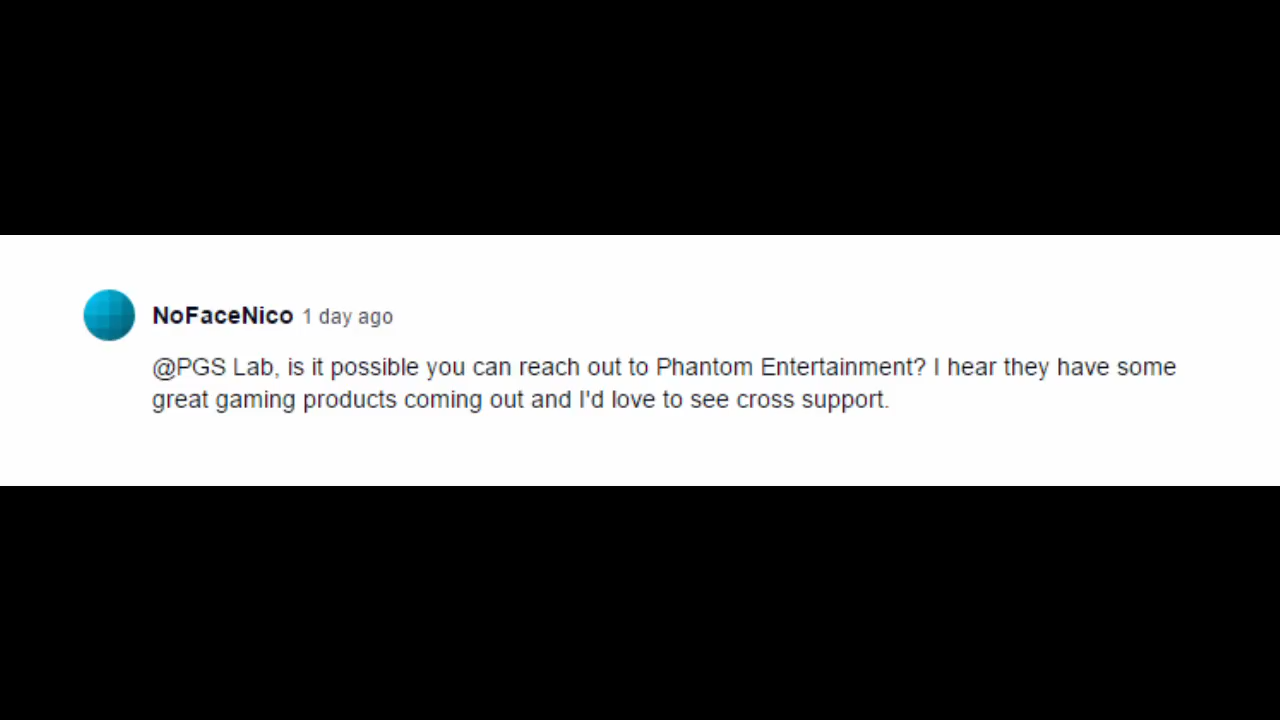 NoFaceNico 1 day ago
@PGS Lab, is it possible you can reach out to Phantom Entertainment? I hear they have some
great gaming products coming out and I'd love to see cross support.